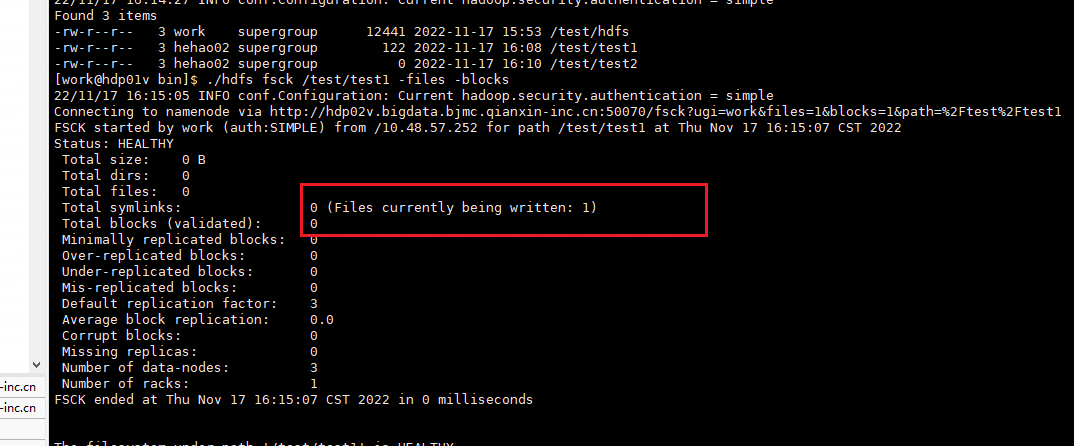 22/11/17 16:14:27 INFO conf.Configuration: Current hadoop.security.authentication = simple
Found 3 items
-rw-r--r--   3 work    supergroup      12441 2022-11-17 15:53 /test/hdfs
-rw-r--r--   3 hehao02 supergroup        122 2022-11-17 16:08 /test/test1
-rw-r--r--   3 hehao02 supergroup          0 2022-11-17 16:10 /test/test2
[work@hdp01v bin]$ ./hdfs fsck /test/test1 -files -blocks
22/11/17 16:15:05 INFO conf.Configuration: Current hadoop.security.authentication = simple
Connecting to namenode via http://hdp02v.bigdata.bjmc.qianxin-inc.cn:50070/fsck?ugi=work&files=1&blocks=1&path=%2Ftest%2Ftest1
FSCK started by work (auth:SIMPLE) from /10.48.57.252 for path /test/test1 at Thu Nov 17 16:15:07 CST 2022
Status: HEALTHY
 Total size:    0 B
 Total dirs:    0
 Total files:   0
 Total symlinks:                0 (Files currently being written: 1)
 Total blocks (validated):      0
 Minimally replicated blocks:   0
 Over-replicated blocks:        0
 Under-replicated blocks:       0
 Mis-replicated blocks:         0
 Default replication factor:    3
 Average block replication:     0.0
 Corrupt blocks:                0
 Missing replicas:              0
 Number of data-nodes:          3
 Number of racks:               1
FSCK ended at Thu Nov 17 16:15:07 CST 2022 in 0 milliseconds
The filesystem under path '/test/test1' is HEALTHY
-inc.cn
-inc.cn